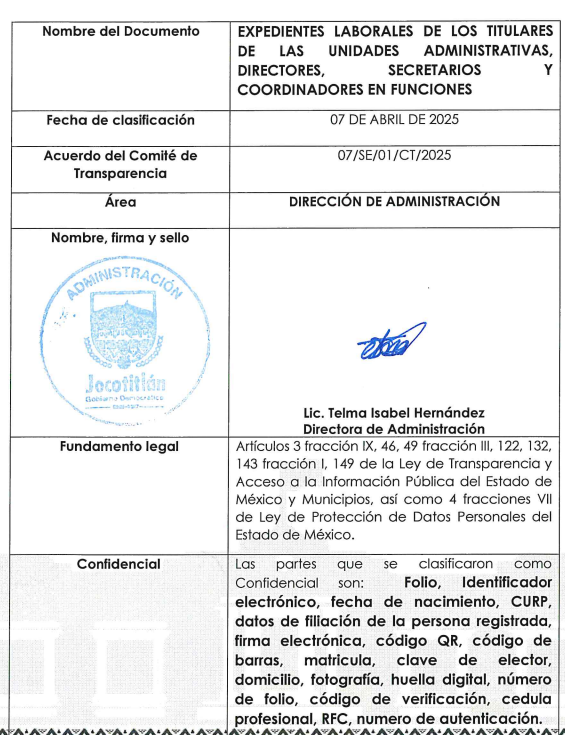 Nombre del Documento
EXPEDIENTES LABORALES DE LOS TITULARES
DE LAS UNIDADES ADMINISTRATIVAS,
DIRECTORES, SECRETARIOS Y
COORDINADORES EN FUNCIONES
Fecha de clasificación
07 DE ABRIL DE 2025
Acuerdo del Comité de
Transparencia
07/SE/01/CT/2025
Área
DIRECCIÓN DE ADMINISTRACIÓN
Nombre, firma y sello
ADMINISTRACIÓN
Jocotitlán
Gobierno Democrático
Lic. Telma Isabel Hernández
Directora de Administración
Fundamento legal
Artículos 3 fracción IX, 46, 49 fracción III, 122, 132,
143 fracción I, 149 de la Ley de Transparencia y
Acceso a la Información Pública del Estado de
México y Municipios, así como 4 fracciones VII
de Ley de Protección de Datos Personales del
Estado de México.
Confidencial
Las partes que se clasificaron como
Confidencial son: Folio, Identificador
electrónico, fecha de nacimiento, CURP,
datos de filiación de la persona registrada,
firma electrónica, código QR, código de
barras, matricula, clave de elector,
domicilio, fotografía, huella digital, número
de folio, código de verificación, cedula
profesional, RFC, numero de autenticación.